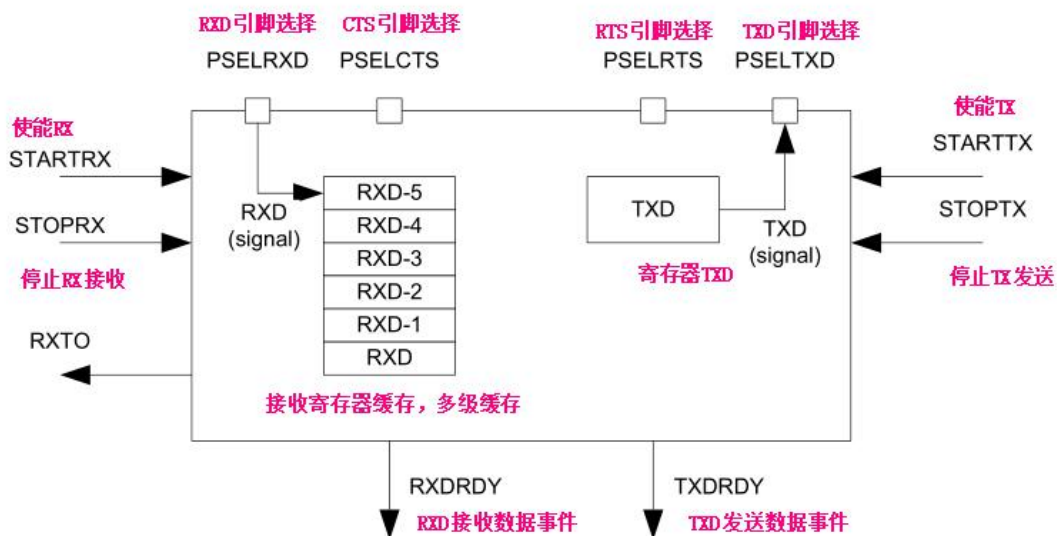 RXD引脚选择 CTS引脚选择 RTS引脚选择 TXD引脚选择
PSELRXD PSELCTS PSELRTS PSELTXD
使能RX 使能TX
STARTRX STARTTX
RXD-5
RXD TXD TXD
(signal) (signal)
RXD-4
STOPRX STOPTX
RXD-3
停止RX接收 寄存器TXD 停止TX发送
RXD-2
RXD-1
RXTO RXD
接收寄存器缓存，多级缓存
RXDRDY TXDRDY
RXD接收数据事件 TXD发送数据事件